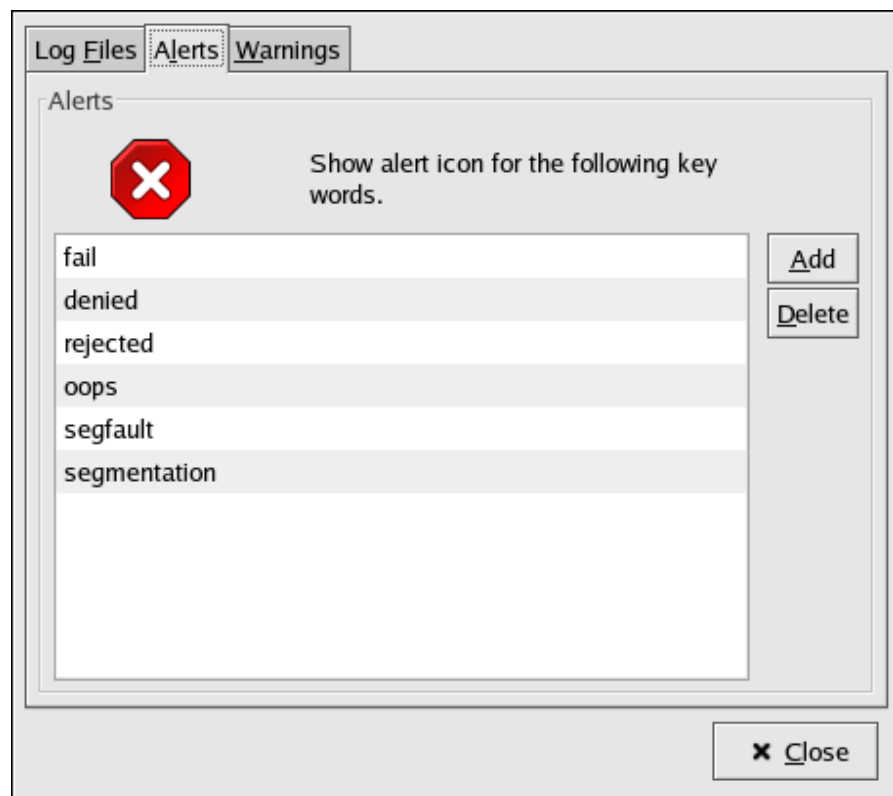 Log Files Alerts Warnings
Alerts
Show alert icon for the following key
words.
fail
denied
rejected
oops
segfault
segmentation
Add
Delete
Close